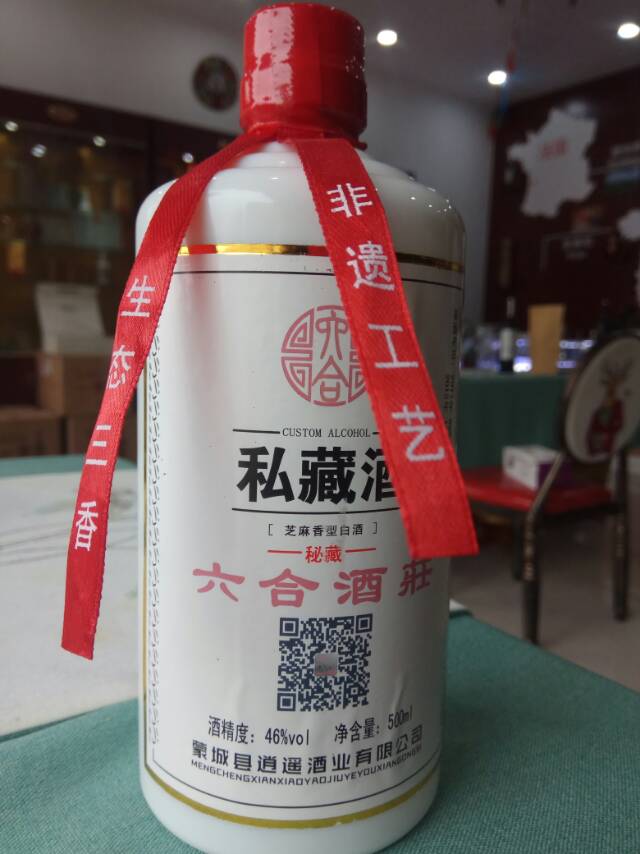 生态三香
非遗工艺
六合
CUSTOM ALCOHOL
私藏酒
[ 芝麻香型白酒 ]
秘藏
六合酒莊
酒精度：46%vol 净含量：500ml
蒙城县逍遥酒业有限公司
MENGCHENGXIANXIAOYAOJIUYEYOUXIANGONGSI